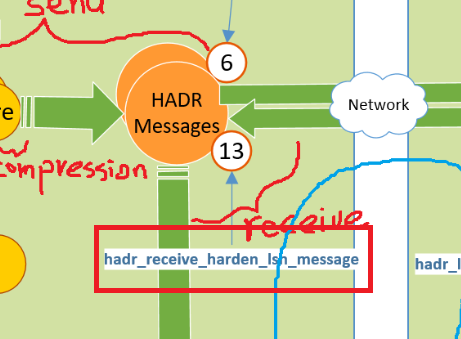 send
6
HADR
Messages
Network
13
compression
receive
hadr_receive_harden_lsn_message